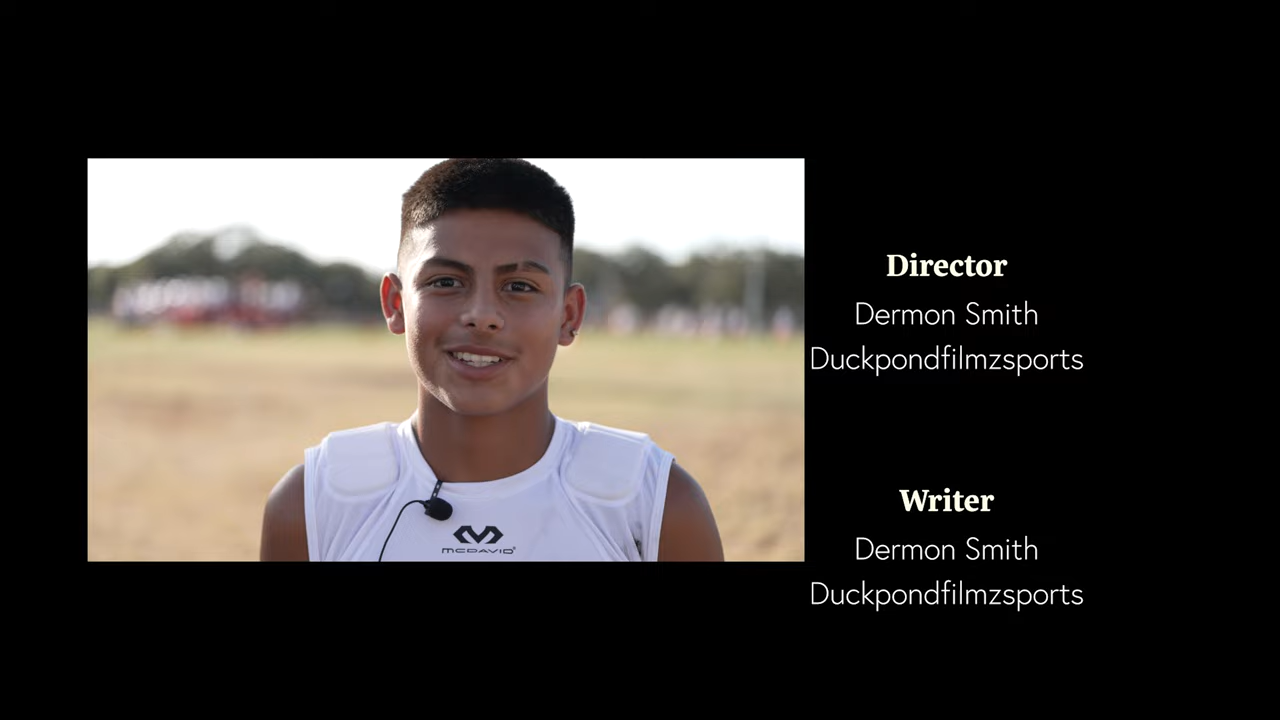 Director
Dermon Smith
Duckpondfilmzsports
Writer
Dermon Smith
Duckpondfilmzsports
MCDAVID